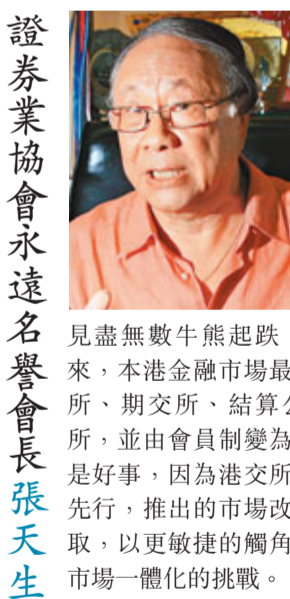 證券業協會永遠名譽會長張天生
見盡無數牛熊起跌
來，本港金融市場最
所、期交所、結算公
所，並由會員制變為
是好事，因為港交所
先行，推出的市場改
取，以更敏捷的觸角
市場一體化的挑戰。